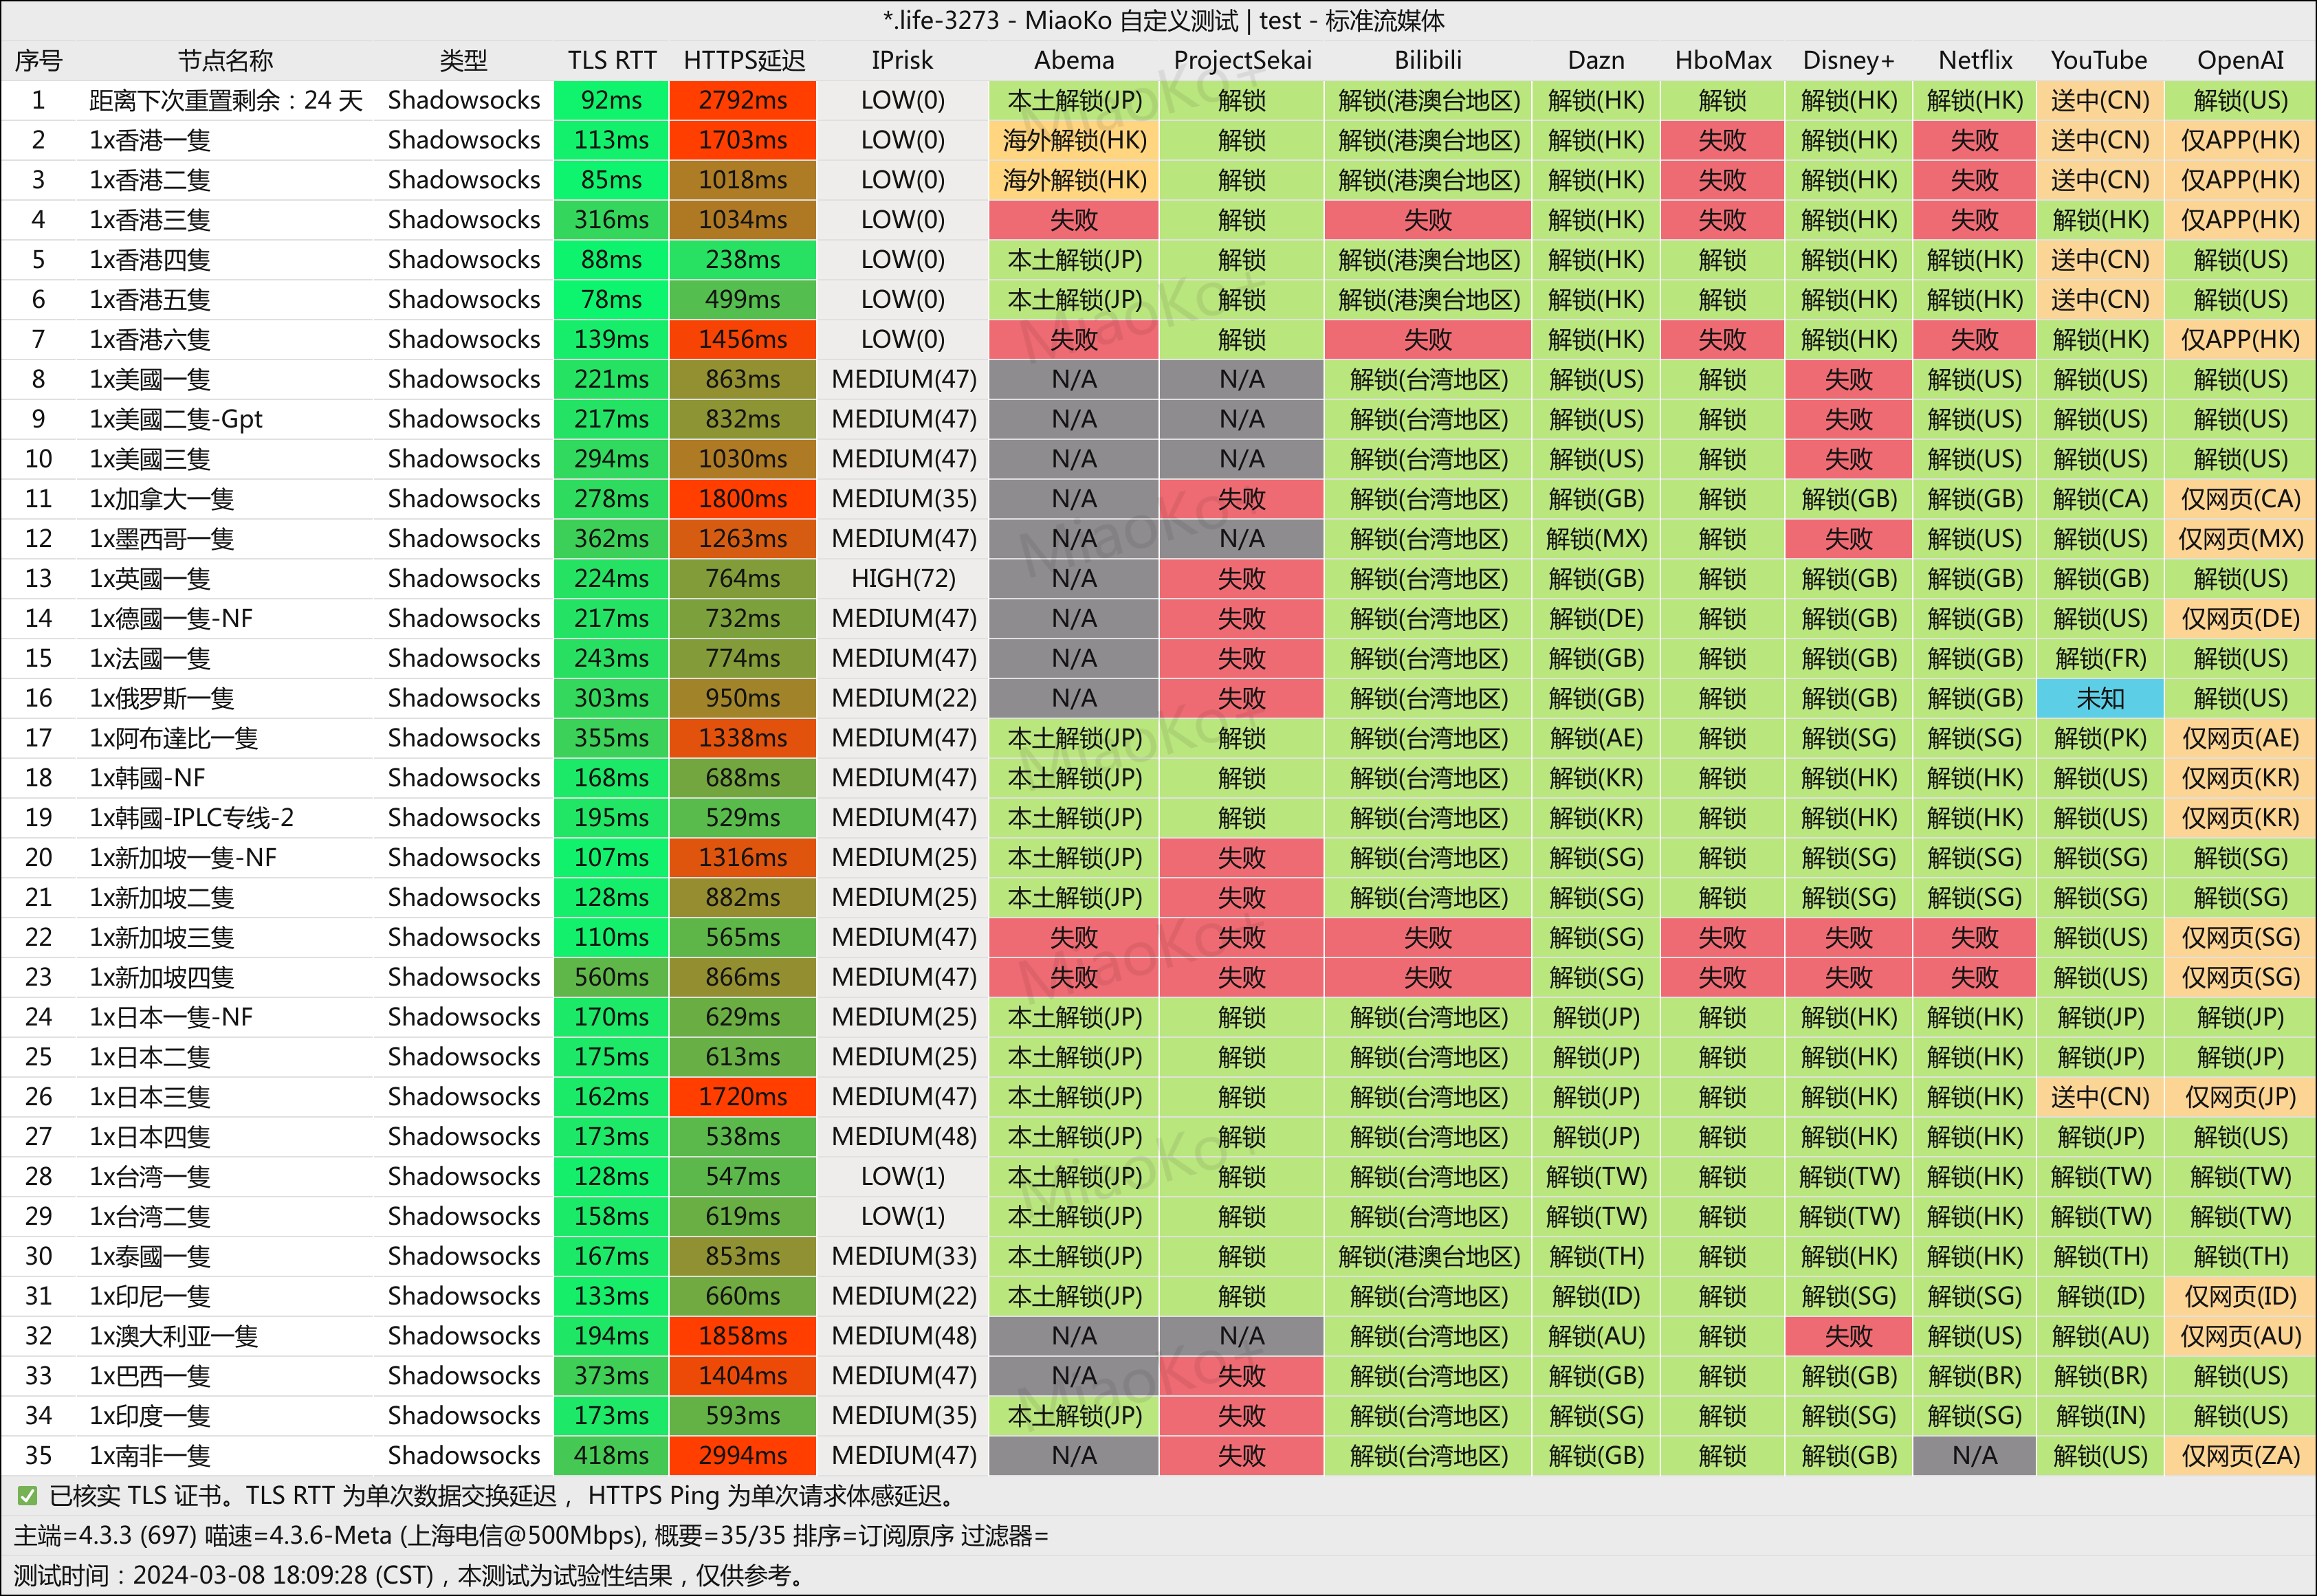 *.life-3273 - MiaoKo 自定义测试 | test - 标准流媒体
序号 节点名称 类型 TLS RTT HTTPS延迟 IPrisk Abema ProjectSekai Bilibili Dazn HboMax Disney+ Netflix YouTube OpenAI
1 距离下次重置剩余：24 天 Shadowsocks 92ms 2792ms LOW(0) 本土解锁(JP) 解锁 解锁(港澳台地区) 解锁(HK) 解锁 解锁(HK) 解锁(HK) 送中(CN) 解锁(US)
2 1x香港一隻 Shadowsocks 113ms 1703ms LOW(0) 海外解锁(HK) 解锁 解锁(港澳台地区) 解锁(HK) 失败 解锁(HK) 失败 送中(CN) 仅APP(HK)
3 1x香港二隻 Shadowsocks 85ms 1018ms LOW(0) 海外解锁(HK) 解锁 解锁(港澳台地区) 解锁(HK) 失败 解锁(HK) 失败 送中(CN) 仅APP(HK)
4 1x香港三隻 Shadowsocks 316ms 1034ms LOW(0) 失败 解锁 失败 解锁(HK) 失败 解锁(HK) 失败 解锁(HK) 仅APP(HK)
5 1x香港四隻 Shadowsocks 88ms 238ms LOW(0) 本土解锁(JP) 解锁 解锁(港澳台地区) 解锁(HK) 解锁 解锁(HK) 解锁(HK) 送中(CN) 解锁(US)
6 1x香港五隻 Shadowsocks 78ms 499ms LOW(0) 本土解锁(JP) 解锁 解锁(港澳台地区) 解锁(HK) 解锁 解锁(HK) 解锁(HK) 送中(CN) 解锁(US)
7 1x香港六隻 Shadowsocks 139ms 1456ms LOW(0) 失败 解锁 失败 解锁(HK) 失败 解锁(HK) 失败 解锁(HK) 仅APP(HK)
8 1x美國一隻 Shadowsocks 221ms 863ms MEDIUM(47) N/A N/A 解锁(台湾地区) 解锁(US) 解锁 失败 解锁(US) 解锁(US) 解锁(US)
9 1x美國二隻-Gpt Shadowsocks 217ms 832ms MEDIUM(47) N/A N/A 解锁(台湾地区) 解锁(US) 解锁 失败 解锁(US) 解锁(US) 解锁(US)
10 1x美國三隻 Shadowsocks 294ms 1030ms MEDIUM(47) N/A N/A 解锁(台湾地区) 解锁(US) 解锁 失败 解锁(US) 解锁(US) 解锁(US)
11 1x加拿大一隻 Shadowsocks 278ms 1800ms MEDIUM(35) N/A 失败 解锁(台湾地区) 解锁(GB) 解锁 解锁(GB) 解锁(GB) 解锁(CA) 仅网页(CA)
12 1x墨西哥一隻 Shadowsocks 362ms 1263ms MEDIUM(47) N/A N/A 解锁(台湾地区) 解锁(MX) 解锁 失败 解锁(US) 解锁(US) 仅网页(MX)
13 1x英國一隻 Shadowsocks 224ms 764ms HIGH(72) N/A 失败 解锁(台湾地区) 解锁(GB) 解锁 解锁(GB) 解锁(GB) 解锁(GB) 解锁(US)
14 1x德國一隻-NF Shadowsocks 217ms 732ms MEDIUM(47) N/A 失败 解锁(台湾地区) 解锁(DE) 解锁 解锁(GB) 解锁(GB) 解锁(US) 仅网页(DE)
15 1x法國一隻 Shadowsocks 243ms 774ms MEDIUM(47) N/A 失败 解锁(台湾地区) 解锁(GB) 解锁 解锁(GB) 解锁(GB) 解锁(FR) 解锁(US)
16 1x俄罗斯一隻 Shadowsocks 303ms 950ms MEDIUM(22) N/A 失败 解锁(台湾地区) 解锁(GB) 解锁 解锁(GB) 解锁(GB) 未知 解锁(US)
17 1x阿布達比一隻 Shadowsocks 355ms 1338ms MEDIUM(47) 本土解锁(JP) 解锁 解锁(台湾地区) 解锁(AE) 解锁 解锁(SG) 解锁(SG) 解锁(PK) 仅网页(AE)
18 1x韩國-NF Shadowsocks 168ms 688ms MEDIUM(47) 本土解锁(JP) 解锁 解锁(台湾地区) 解锁(KR) 解锁 解锁(HK) 解锁(HK) 解锁(US) 仅网页(KR)
19 1x韩國-IPLC专线-2 Shadowsocks 195ms 529ms MEDIUM(47) 本土解锁(JP) 解锁 解锁(台湾地区) 解锁(KR) 解锁 解锁(HK) 解锁(HK) 解锁(US) 仅网页(KR)
20 1x新加坡一隻-NF Shadowsocks 107ms 1316ms MEDIUM(25) 本土解锁(JP) 失败 解锁(台湾地区) 解锁(SG) 解锁 解锁(SG) 解锁(SG) 解锁(SG) 解锁(SG)
21 1x新加坡二隻 Shadowsocks 128ms 882ms MEDIUM(25) 本土解锁(JP) 失败 解锁(台湾地区) 解锁(SG) 解锁 解锁(SG) 解锁(SG) 解锁(SG) 解锁(SG)
22 1x新加坡三隻 Shadowsocks 110ms 565ms MEDIUM(47) 失败 失败 失败 解锁(SG) 失败 失败 失败 解锁(US) 仅网页(SG)
23 1x新加坡四隻 Shadowsocks 560ms 866ms MEDIUM(47) 失败 失败 失败 解锁(SG) 失败 失败 失败 解锁(US) 仅网页(SG)
24 1x日本一隻-NF Shadowsocks 170ms 629ms MEDIUM(25) 本土解锁(JP) 解锁 解锁(台湾地区) 解锁(JP) 解锁 解锁(HK) 解锁(HK) 解锁(JP) 解锁(JP)
25 1x日本二隻 Shadowsocks 175ms 613ms MEDIUM(25) 本土解锁(JP) 解锁 解锁(台湾地区) 解锁(JP) 解锁 解锁(HK) 解锁(HK) 解锁(JP) 解锁(JP)
26 1x日本三隻 Shadowsocks 162ms 1720ms MEDIUM(47) 本土解锁(JP) 解锁 解锁(台湾地区) 解锁(JP) 解锁 解锁(HK) 解锁(HK) 送中(CN) 仅网页(JP)
27 1x日本四隻 Shadowsocks 173ms 538ms MEDIUM(48) 本土解锁(JP) 解锁 解锁(台湾地区) 解锁(JP) 解锁 解锁(HK) 解锁(HK) 解锁(JP) 解锁(US)
28 1x台湾一隻 Shadowsocks 128ms 547ms LOW(1) 本土解锁(JP) 解锁 解锁(台湾地区) 解锁(TW) 解锁 解锁(TW) 解锁(HK) 解锁(TW) 解锁(TW)
29 1x台湾二隻 Shadowsocks 158ms 619ms LOW(1) 本土解锁(JP) 解锁 解锁(台湾地区) 解锁(TW) 解锁 解锁(TW) 解锁(HK) 解锁(TW) 解锁(TW)
30 1x泰國一隻 Shadowsocks 167ms 853ms MEDIUM(33) 本土解锁(JP) 解锁 解锁(港澳台地区) 解锁(TH) 解锁 解锁(HK) 解锁(HK) 解锁(TH) 解锁(TH)
31 1x印尼一隻 Shadowsocks 133ms 660ms MEDIUM(22) 本土解锁(JP) 解锁 解锁(台湾地区) 解锁(ID) 解锁 解锁(SG) 解锁(SG) 解锁(ID) 仅网页(ID)
32 1x澳大利亚一隻 Shadowsocks 194ms 1858ms MEDIUM(48) N/A N/A 解锁(台湾地区) 解锁(AU) 解锁 失败 解锁(US) 解锁(AU) 仅网页(AU)
33 1x巴西一隻 Shadowsocks 373ms 1404ms MEDIUM(47) N/A 失败 解锁(台湾地区) 解锁(GB) 解锁 解锁(GB) 解锁(BR) 解锁(BR) 解锁(US)
34 1x印度一隻 Shadowsocks 173ms 593ms MEDIUM(35) 本土解锁(JP) 失败 解锁(台湾地区) 解锁(SG) 解锁 解锁(SG) 解锁(SG) 解锁(IN) 解锁(US)
35 1x南非一隻 Shadowsocks 418ms 2994ms MEDIUM(47) N/A 失败 解锁(台湾地区) 解锁(GB) 解锁 解锁(GB) N/A 解锁(US) 仅网页(ZA)
✅ 已核实 TLS 证书。TLS RTT 为单次数据交换延迟， HTTPS Ping 为单次请求体感延迟。
主端=4.3.3 (697) 喵速=4.3.6-Meta (上海电信@500Mbps), 概要=35/35 排序=订阅原序 过滤器=
测试时间：2024-03-08 18:09:28 (CST)，本测试为试验性结果，仅供参考。